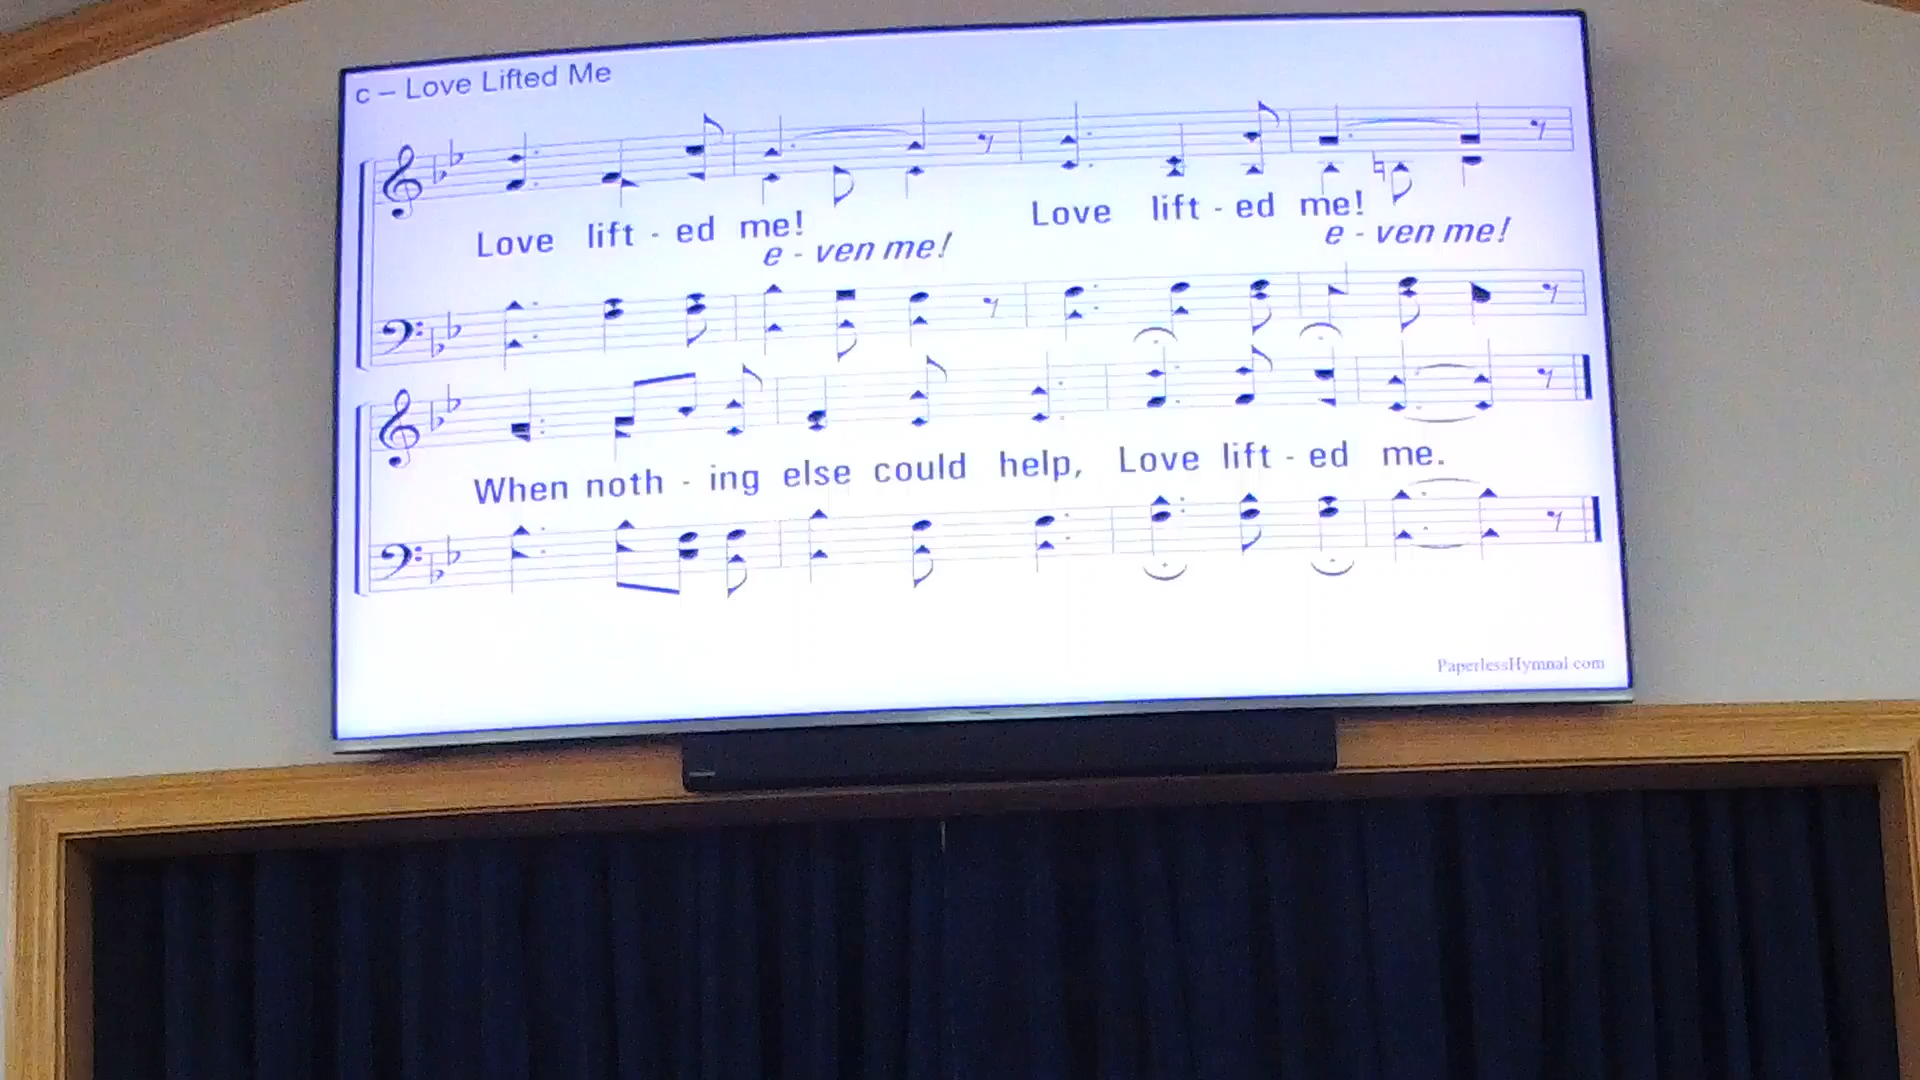 c – Love Lifted Me
Love lift - ed me! Love lift - ed me!
e - ven me! e - ven me!
When noth - ing else could help, Love lift - ed me.
PaperlessHymnal.com